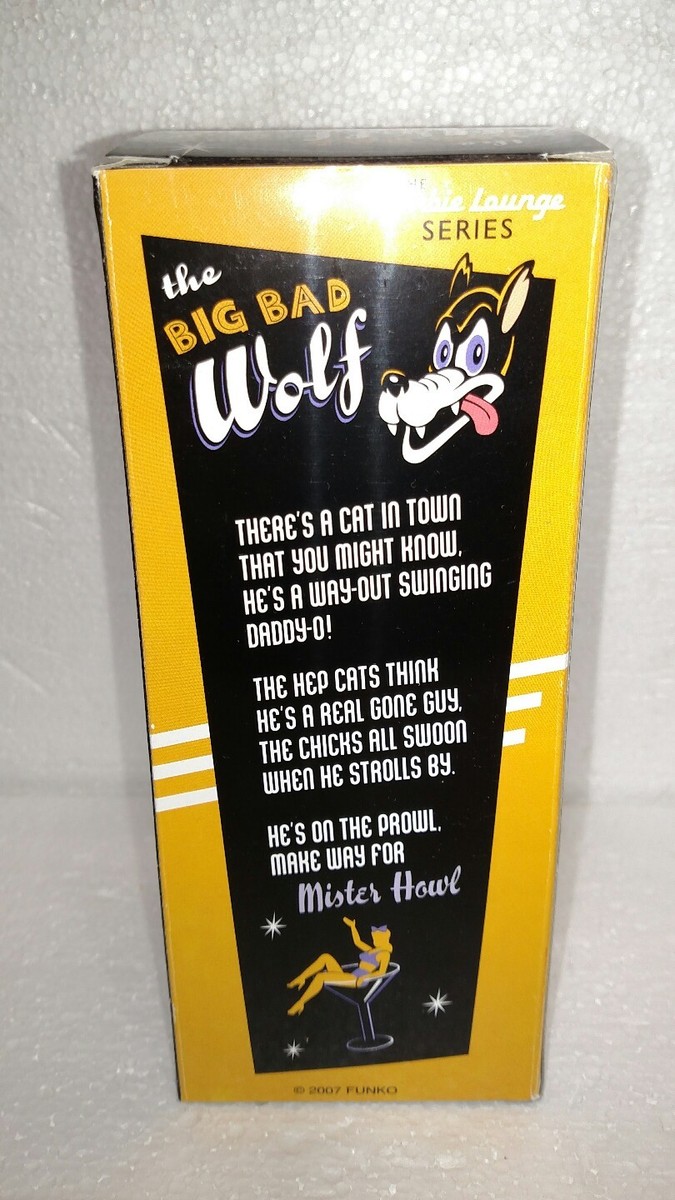 Lounge
SERIES
the
BIG BAD
Wolf
THERE'S A CAT IN TOWN
THAT YOU MIGHT KNOW,
HE'S A WAY-OUT SWINGING
DADDY-O!
THE HEP CATS THINK
HE'S A REAL GONE GUY,
THE CHICKS ALL SWOON
WHEN HE STROLLS BY.
HE'S ON THE PROWL,
MAKE WAY FOR
Mister Howl
© 2007 FUNKO